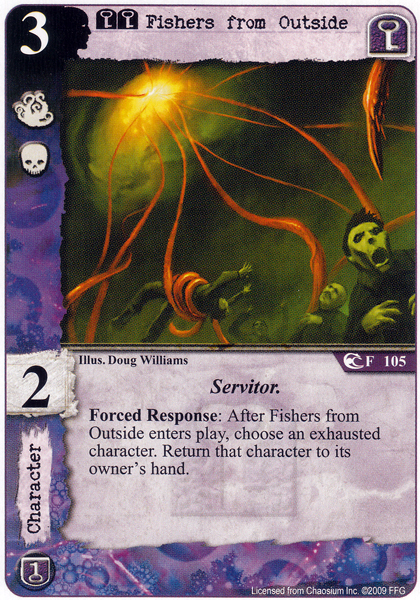 3
Fishers from Outside
Illus. Doug Williams
F 105
2
Servitor.
Forced Response: After Fishers from
Outside enters play, choose an exhausted
character. Return that character to its
owner's hand.
Character
1
Licensed from Chaosium Inc. ©2009 FFG